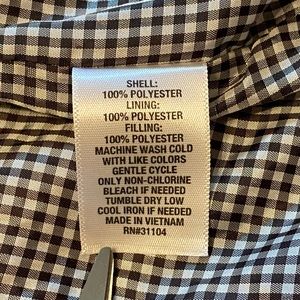 SHELL:
100% POLYESTER
LINING:
100% POLYESTER
FILLING:
100% POLYESTER
MACHINE WASH COLD
WITH LIKE COLORS
GENTLE CYCLE
ONLY NON-CHLORINE
BLEACH IF NEEDED
TUMBLE DRY LOW
COOL IRON IF NEEDED
MADE IN VIETNAM
RN#31104